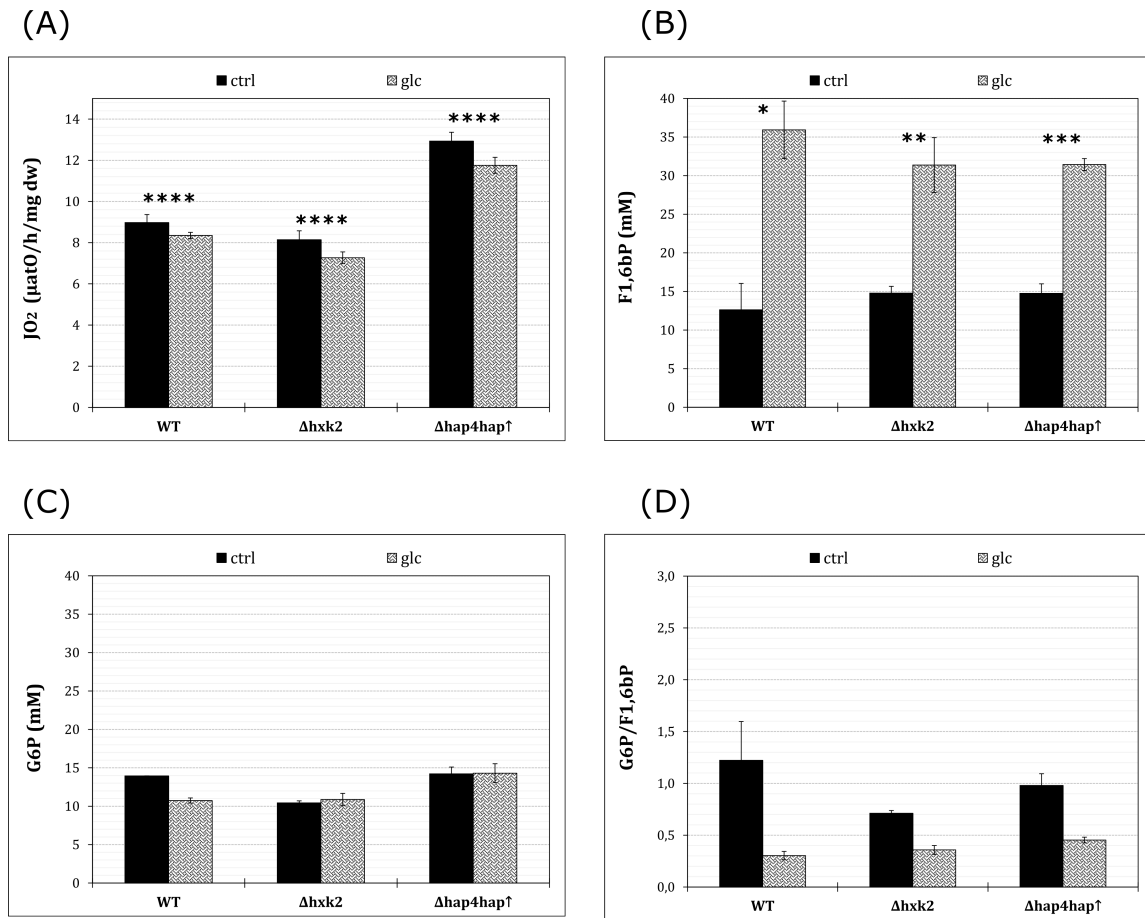 (A)
ctrl glc
JO₂ (µatO/h/mg dw)
14
12
10
8
6
4
2
0
****
****
****
WT Δhxk2 Δhap4hap↑
(B)
ctrl glc
F1,6bP (mM)
40
35
30
25
20
15
10
5
0
*
**
***
WT Δhxk2 Δhap4hap↑
(C)
ctrl glc
G6P (mM)
40
35
30
25
20
15
10
5
0
WT Δhxk2 Δhap4hap↑
(D)
ctrl glc
G6P/F1,6bP
3,0
2,5
2,0
1,5
1,0
0,5
0,0
WT Δhxk2 Δhap4hap↑